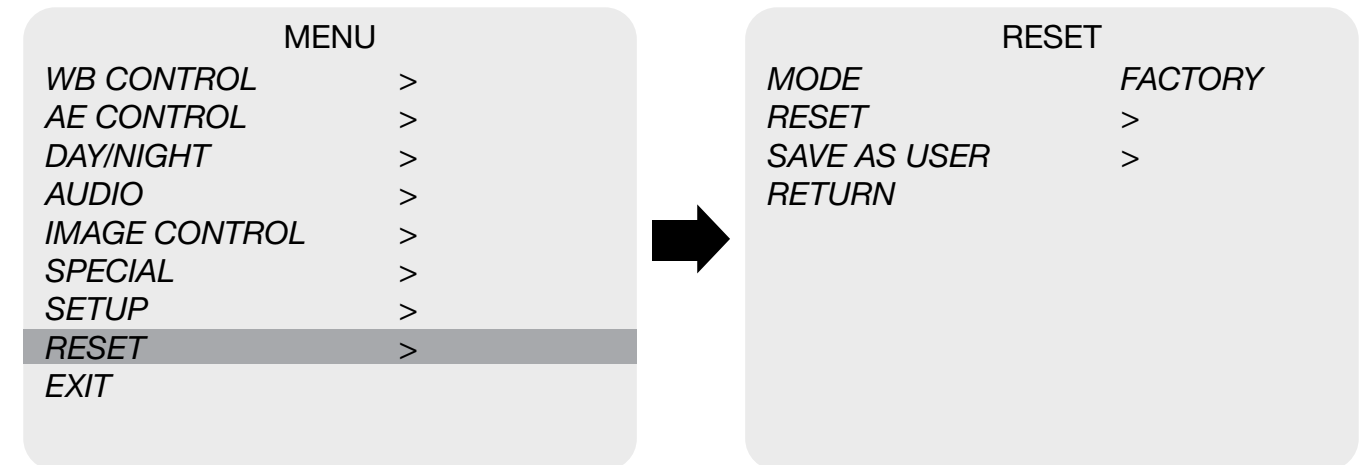 MENU
WB CONTROL >
AE CONTROL >
DAY/NIGHT >
AUDIO >
IMAGE CONTROL >
SPECIAL >
SETUP >
RESET >
EXIT
RESET
MODE FACTORY
RESET >
SAVE AS USER >
RETURN